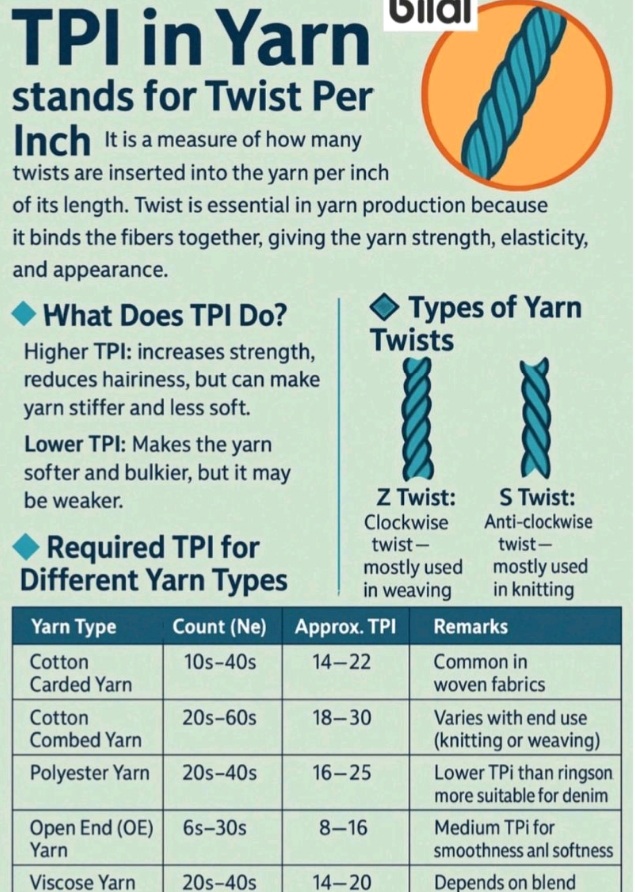 bildi
TPI in Yarn
stands for Twist Per
Inch It is a measure of how many
twists are inserted into the yarn per inch
of its length. Twist is essential in yarn production because
it binds the fibers together, giving the yarn strength, elasticity,
and appearance.
What Does TPI Do?
Higher TPI: increases strength,
reduces hairiness, but can make
yarn stiffer and less soft.
Lower TPI: Makes the yarn
softer and bulkier, but it may
be weaker.
Types of Yarn
Twists
Z Twist:
Clockwise
twist—
mostly used
in weaving
S Twist:
Anti-clockwise
twist—
mostly used
in knitting
Required TPI for
Different Yarn Types
Yarn Type Count (Ne) Approx. TPI Remarks
Cotton Carded Yarn 10s–40s 14—22 Common in woven fabrics
Cotton Combed Yarn 20s–60s 18—30 Varies with end use (knitting or weaving)
Polyester Yarn 20s–40s 16—25 Lower TPi than ringson more suitable for denim
Open End (OE) Yarn 6s–30s 8—16 Medium TPi for smoothness anl softness
Viscose Yarn 20s–40s 14—20 Depends on blend